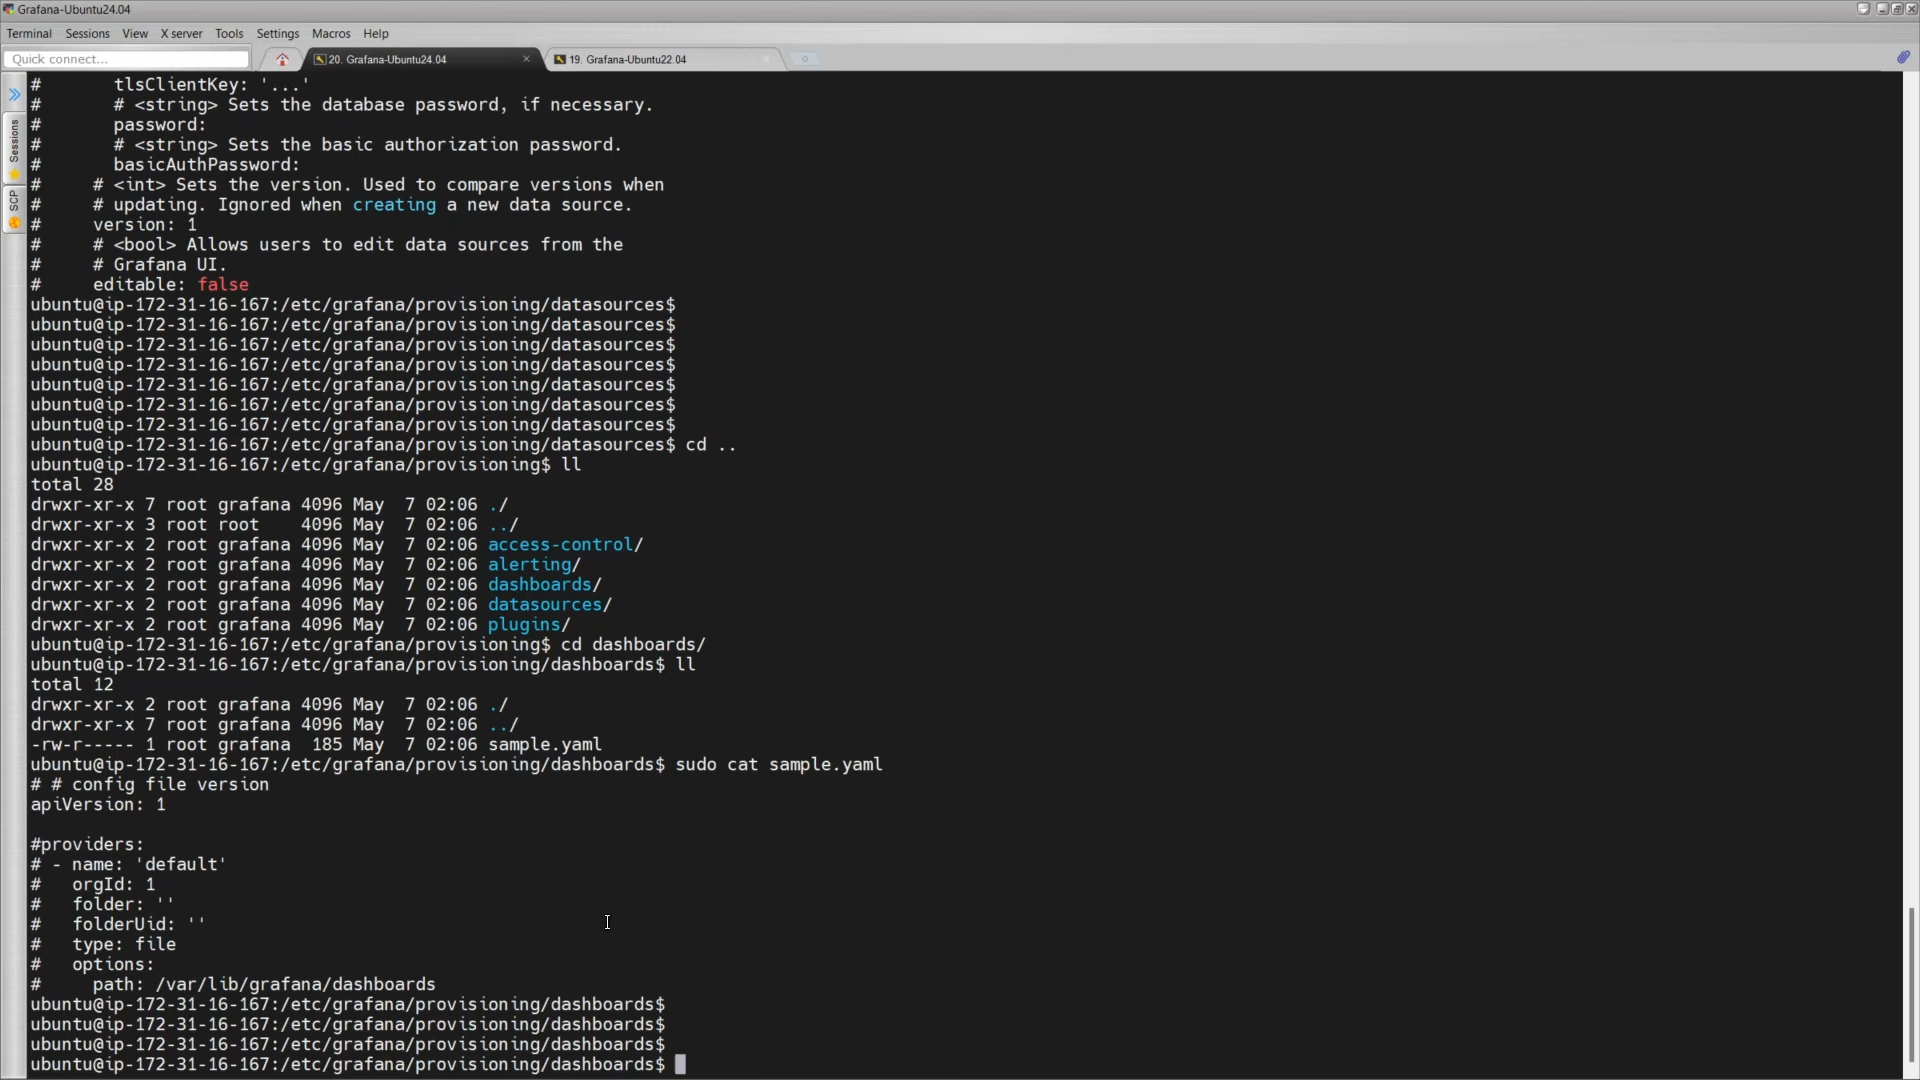 Grafana-Ubuntu24.04
Terminal Sessions View X server Tools Settings Macros Help
Quick connect...
20. Grafana-Ubuntu24.04
19. Grafana-Ubuntu22.04
Sessions
SCP
#       tlsClientKey: '...'
#       # <string> Sets the database password, if necessary.
#       password:
#       # <string> Sets the basic authorization password.
#       basicAuthPassword:
#     # <int> Sets the version. Used to compare versions when
#     # updating. Ignored when creating a new data source.
#     version: 1
#     # <bool> Allows users to edit data sources from the
#     # Grafana UI.
#     editable: false
ubuntu@ip-172-31-16-167:/etc/grafana/provisioning/datasources$
ubuntu@ip-172-31-16-167:/etc/grafana/provisioning/datasources$
ubuntu@ip-172-31-16-167:/etc/grafana/provisioning/datasources$
ubuntu@ip-172-31-16-167:/etc/grafana/provisioning/datasources$
ubuntu@ip-172-31-16-167:/etc/grafana/provisioning/datasources$
ubuntu@ip-172-31-16-167:/etc/grafana/provisioning/datasources$
ubuntu@ip-172-31-16-167:/etc/grafana/provisioning/datasources$
ubuntu@ip-172-31-16-167:/etc/grafana/provisioning/datasources$ cd ..
ubuntu@ip-172-31-16-167:/etc/grafana/provisioning$ ll
total 28
drwxr-xr-x 7 root grafana 4096 May  7 02:06 ./
drwxr-xr-x 3 root root    4096 May  7 02:06 ../
drwxr-xr-x 2 root grafana 4096 May  7 02:06 access-control/
drwxr-xr-x 2 root grafana 4096 May  7 02:06 alerting/
drwxr-xr-x 2 root grafana 4096 May  7 02:06 dashboards/
drwxr-xr-x 2 root grafana 4096 May  7 02:06 datasources/
drwxr-xr-x 2 root grafana 4096 May  7 02:06 plugins/
ubuntu@ip-172-31-16-167:/etc/grafana/provisioning$ cd dashboards/
ubuntu@ip-172-31-16-167:/etc/grafana/provisioning/dashboards$ ll
total 12
drwxr-xr-x 2 root grafana 4096 May  7 02:06 ./
drwxr-xr-x 7 root grafana 4096 May  7 02:06 ../
-rw-r----- 1 root grafana  185 May  7 02:06 sample.yaml
ubuntu@ip-172-31-16-167:/etc/grafana/provisioning/dashboards$ sudo cat sample.yaml
# # config file version
apiVersion: 1
#providers:
# - name: 'default'
#   orgId: 1
#   folder: ''
#   folderUid: ''
#   type: file
#   options:
#     path: /var/lib/grafana/dashboards
ubuntu@ip-172-31-16-167:/etc/grafana/provisioning/dashboards$
ubuntu@ip-172-31-16-167:/etc/grafana/provisioning/dashboards$
ubuntu@ip-172-31-16-167:/etc/grafana/provisioning/dashboards$
ubuntu@ip-172-31-16-167:/etc/grafana/provisioning/dashboards$